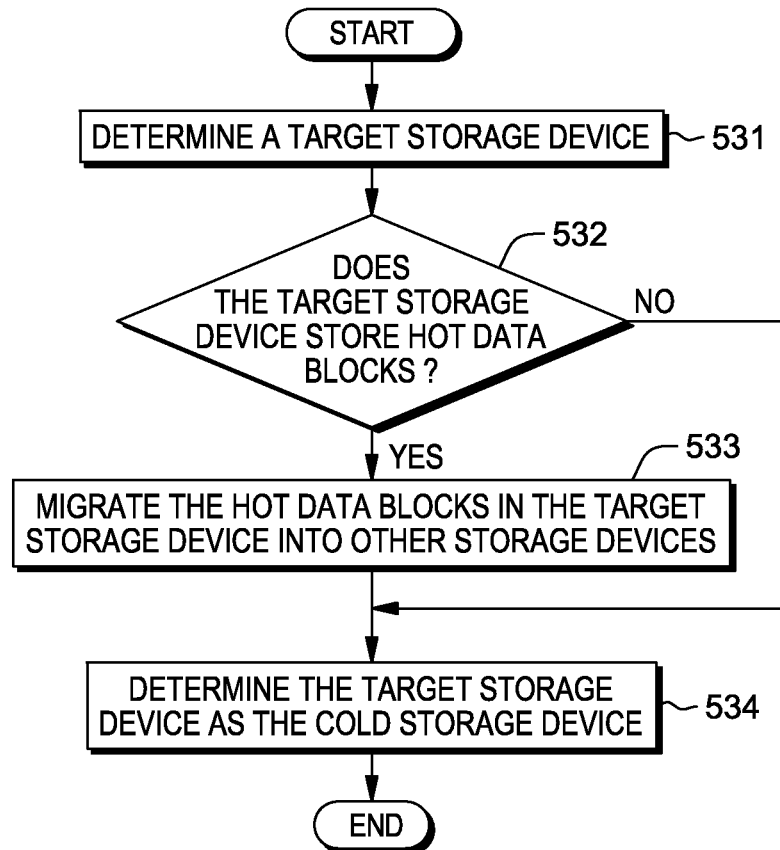 START
DETERMINE A TARGET STORAGE DEVICE
531
532
DOES
THE TARGET STORAGE
DEVICE STORE HOT DATA
BLOCKS ?
NO
YES
533
MIGRATE THE HOT DATA BLOCKS IN THE TARGET
STORAGE DEVICE INTO OTHER STORAGE DEVICES
DETERMINE THE TARGET STORAGE
DEVICE AS THE COLD STORAGE DEVICE
534
END